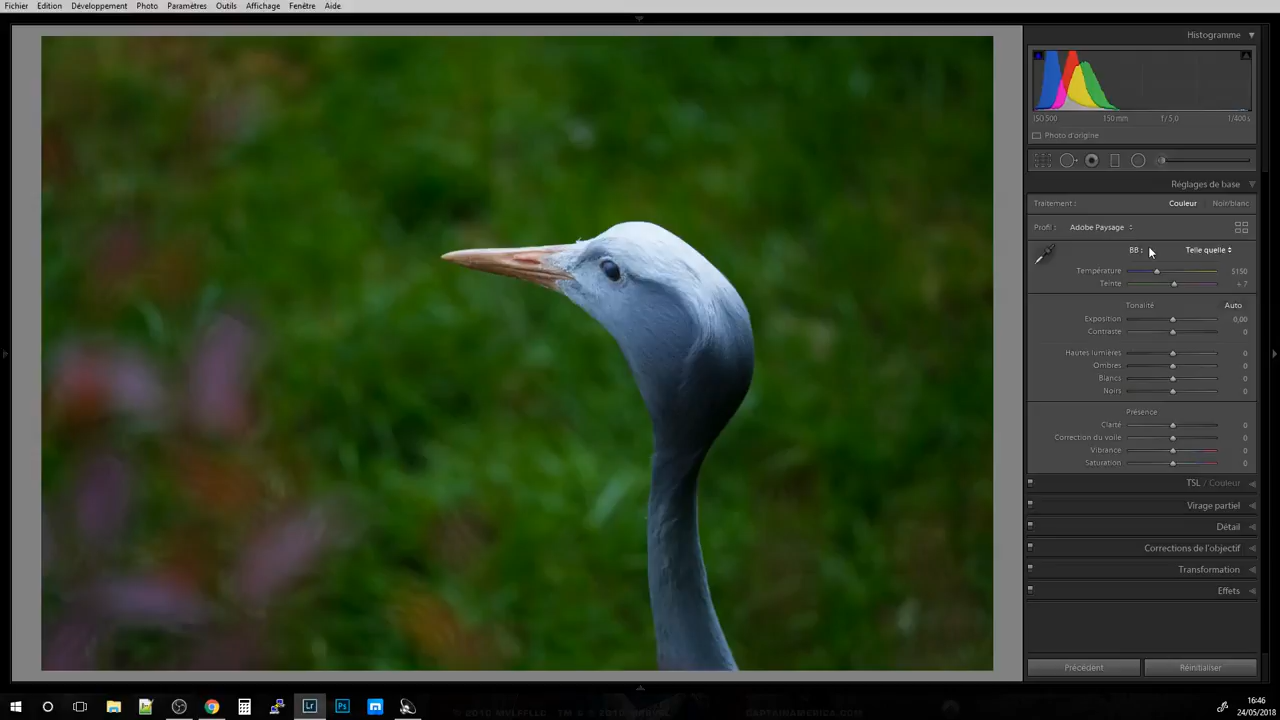 Fichier Edition Développement Photo Paramètres Outils Affichage Fenêtre Aide
Histogramme
ISO 500 150 mm f / 5,0 1/400 s
Photo d'origine
Réglages de base
Traitement : Couleur Noir/blanc
Profil : Adobe Paysage
BB : Telle quelle
Température 5150
Teinte + 7
Tonalité Auto
Exposition 0,00
Contraste 0
Hautes lumières 0
Ombres 0
Blancs 0
Noirs 0
Présence
Clarté 0
Correction du voile 0
Vibrance 0
Saturation 0
TSL / Couleur
Virage partiel
Détail
Corrections de l'objectif
Transformation
Effets
Précédent Réinitialiser
Lr Ps
16:46
24/05/2018